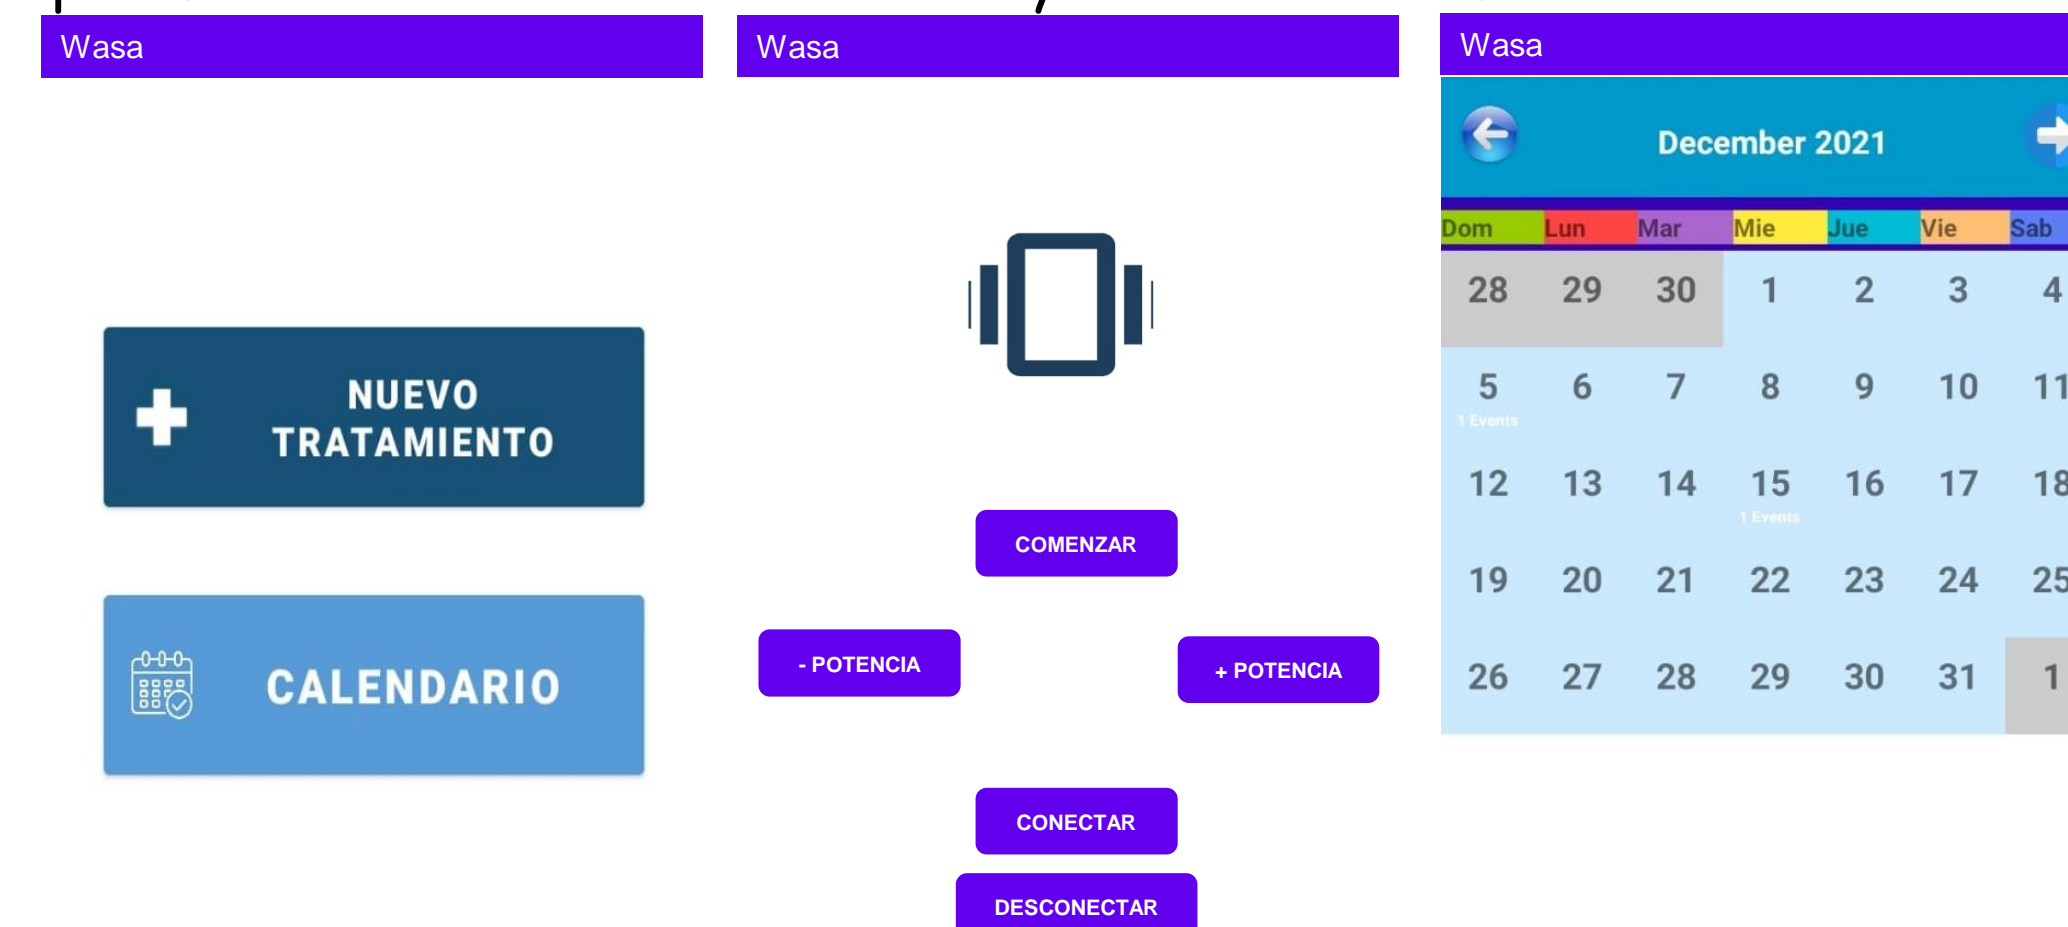 Wasa
NUEVO
TRATAMIENTO
CALENDARIO
Wasa
COMENZAR
- POTENCIA
+ POTENCIA
CONECTAR
DESCONECTAR
Wasa
December 2021
Dom Lun Mar Mie Jue Vie Sab
28 29 30 1 2 3 4
5 6 7 8 9 10 11
1 Events
12 13 14 15 16 17 18
1 Events
19 20 21 22 23 24 25
26 27 28 29 30 31 1